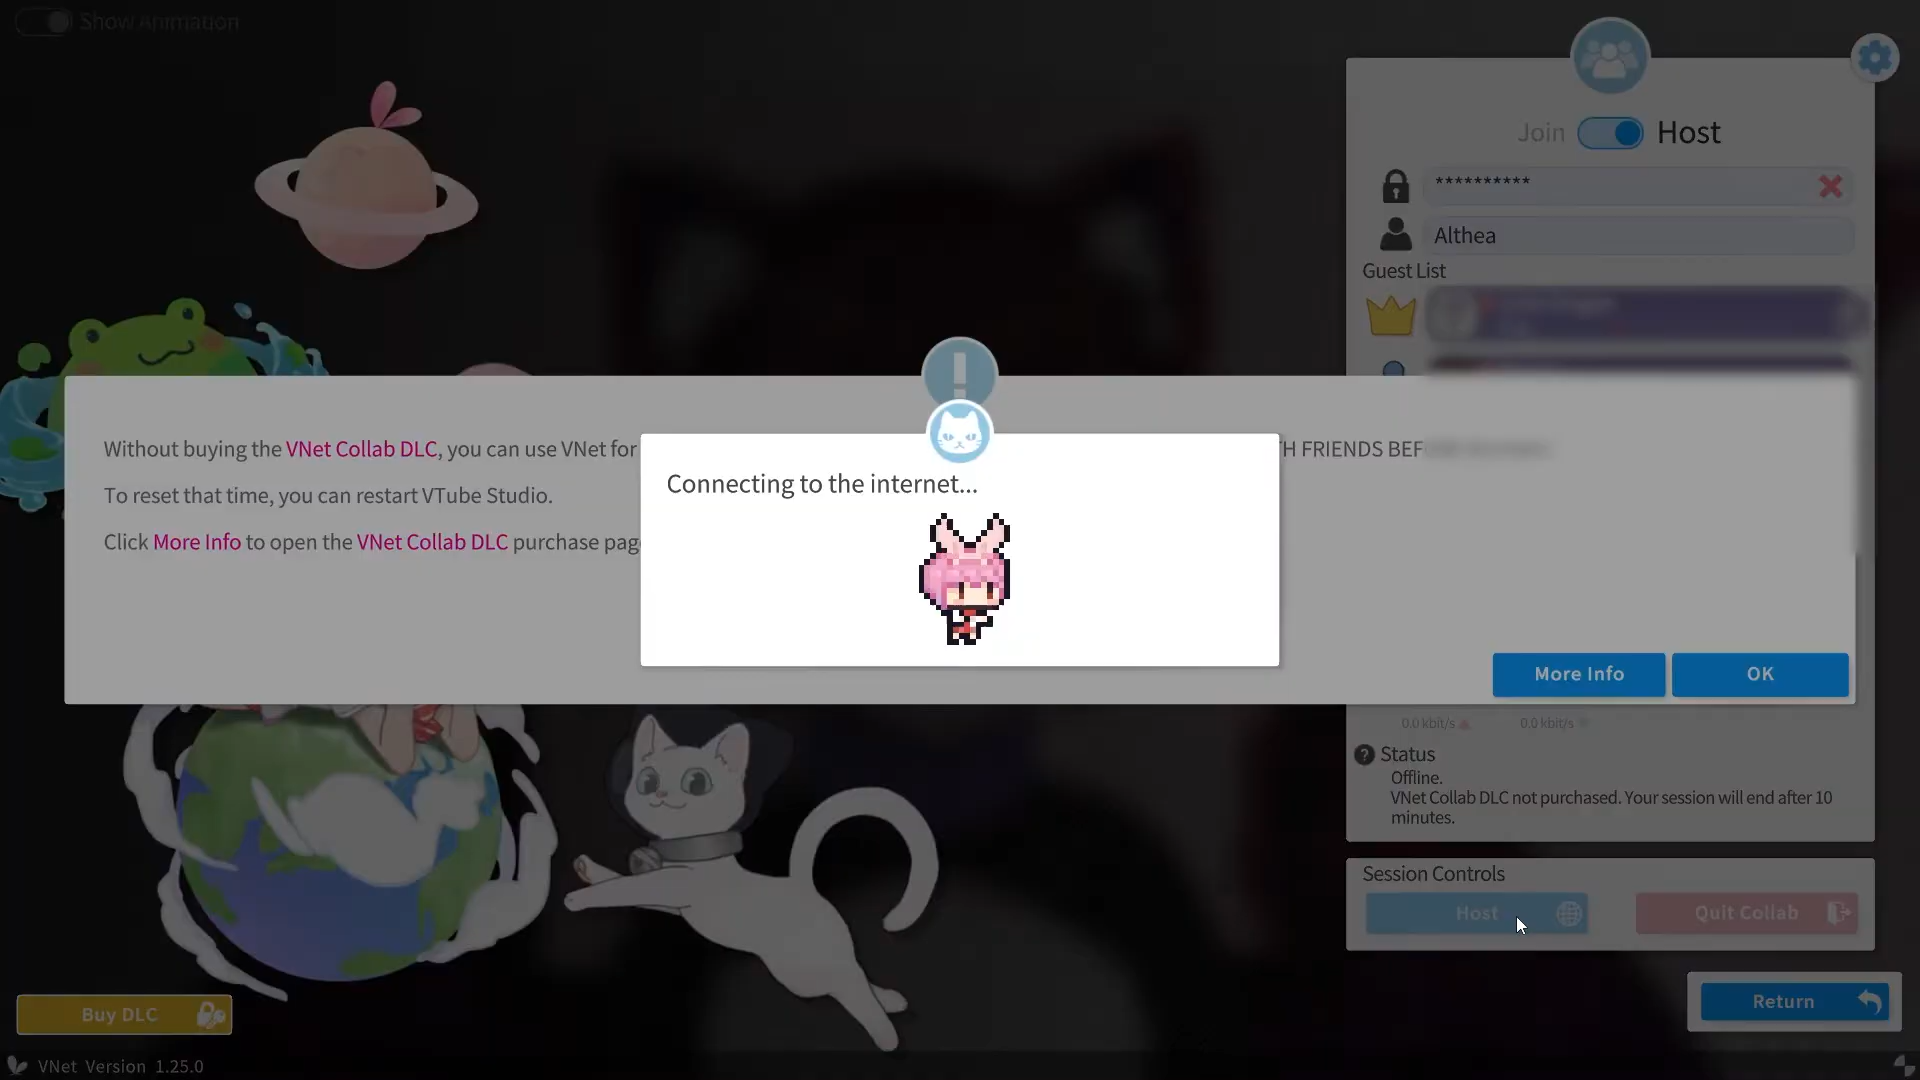 Show Animation
Join Host
**********
Althea
Guest List
Without buying the VNet Collab DLC, you can use VNet for
TH FRIENDS BEF
To reset that time, you can restart VTube Studio.
Click More Info to open the VNet Collab DLC purchase pag
Connecting to the internet...
More Info
OK
0.0 kbit/s 0.0 kbit/s
Status
Offline.
VNet Collab DLC not purchased. Your session will end after 10
minutes.
Session Controls
Host
Quit Collab
Return
Buy DLC
VNet Version 1.25.0